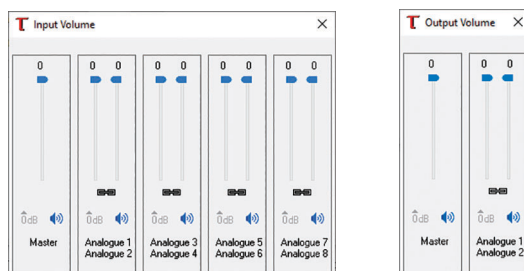 Input Volume
0 0 0 0 0 0 0 0 0
0dB 0dB 0dB 0dB 0dB
Master Analogue 1 Analogue 3 Analogue 5 Analogue 7
Analogue 2 Analogue 4 Analogue 6 Analogue 8
Output Volume
0 0 0
0dB 0dB
Master Analogue 1
Analogue 2